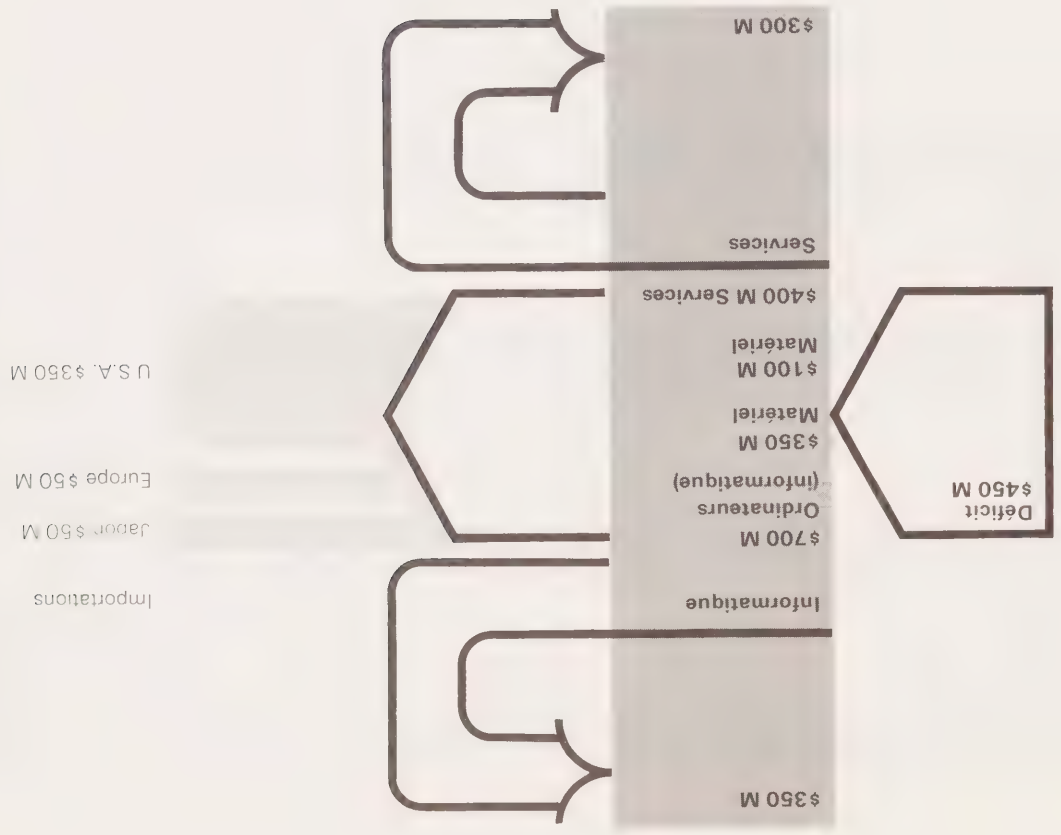 $350 M
Informatique
Déficit
$450 M
$700 M
Ordinateurs
(informatique)
$350 M
Matériel
$100 M
Matériel
$400 M Services
Services
$300 M
Importations
Japon $50 M
Europe $50 M
U.S.A. $350 M